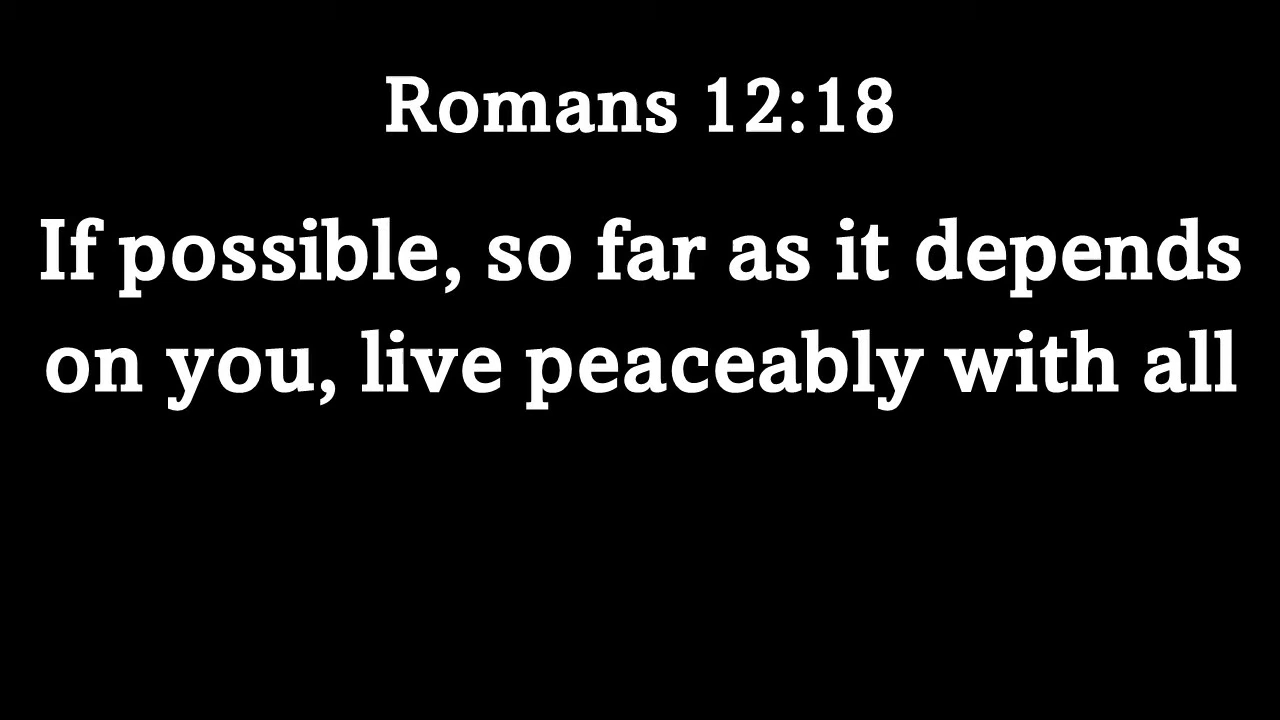 Romans 12:18
If possible, so far as it depends
on you, live peaceably with all